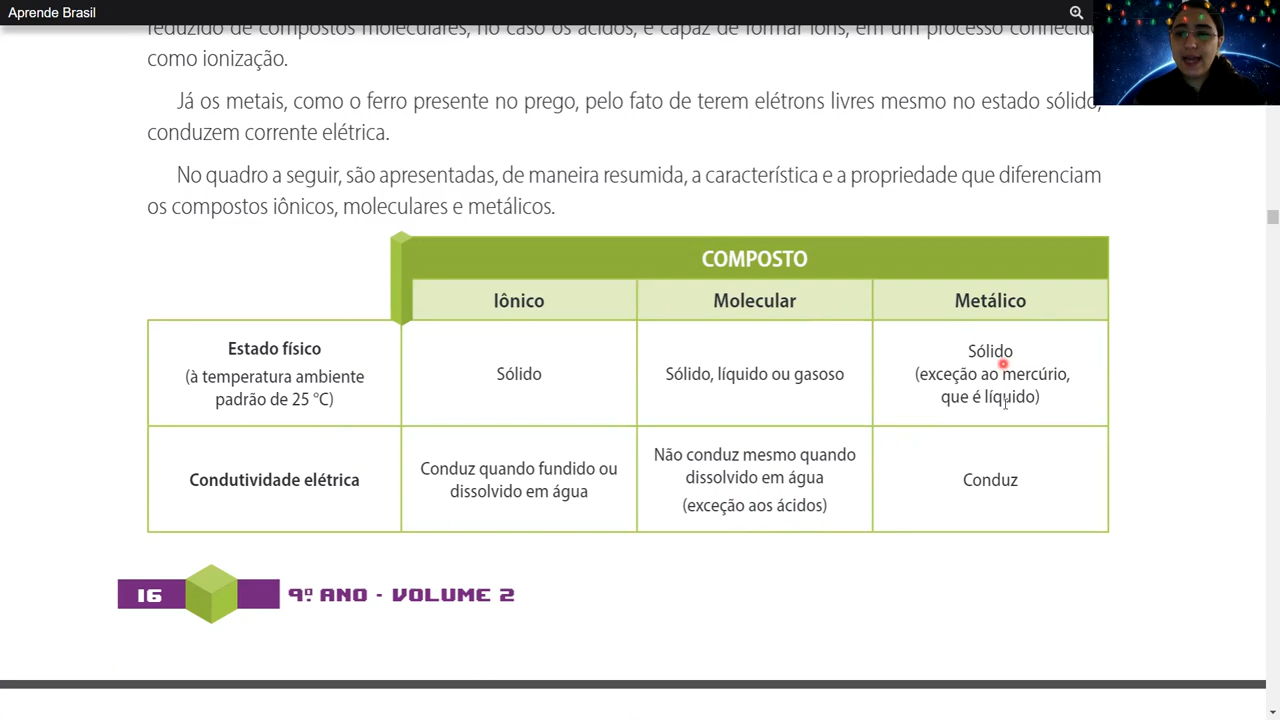 Aprende Brasil
reduzido de compostos moleculares, no caso os ácidos, é capaz de formar íons, em um processo conhecido
como ionização.
Já os metais, como o ferro presente no prego, pelo fato de terem elétrons livres mesmo no estado sólido,
conduzem corrente elétrica.
No quadro a seguir, são apresentadas, de maneira resumida, a característica e a propriedade que diferenciam
os compostos iônicos, moleculares e metálicos.
COMPOSTO
Iônico
Molecular
Metálico
Estado físico
(à temperatura ambiente
padrão de 25 °C)
Sólido
Sólido, líquido ou gasoso
Sólido
(exceção ao mercúrio,
que é líquido)
Condutividade elétrica
Conduz quando fundido ou
dissolvido em água
Não conduz mesmo quando
dissolvido em água
(exceção aos ácidos)
Conduz
16
9º. ANO - VOLUME 2